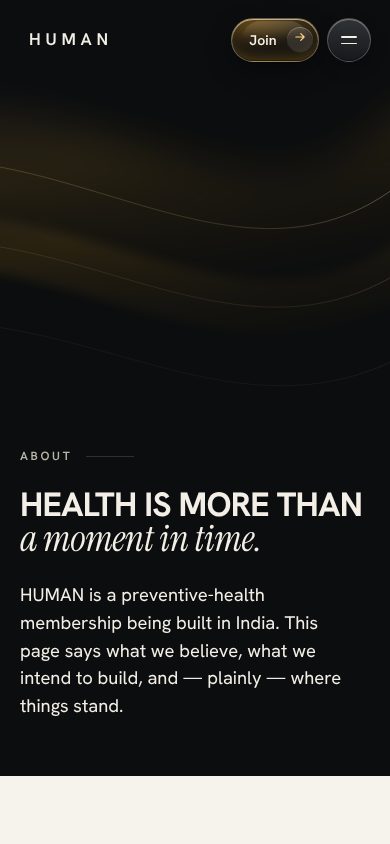 HUMAN
Join
ABOUT
HEALTH IS MORE THAN
a moment in time.
HUMAN is a preventive-health
membership being built in India. This
page says what we believe, what we
intend to build, and — plainly — where
things stand.